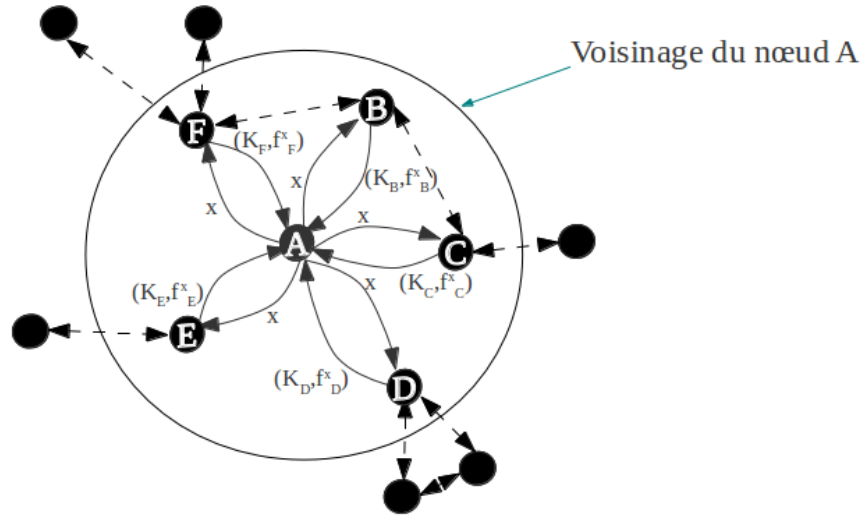 Voisinage du nœud A
B
F
(K_F,f^x_F)
x
(K_B,f^x_B)
x
x
A
C
(K_C,f^x_C)
x
(K_E,f^x_E)
x
E
(K_D,f^x_D)
D